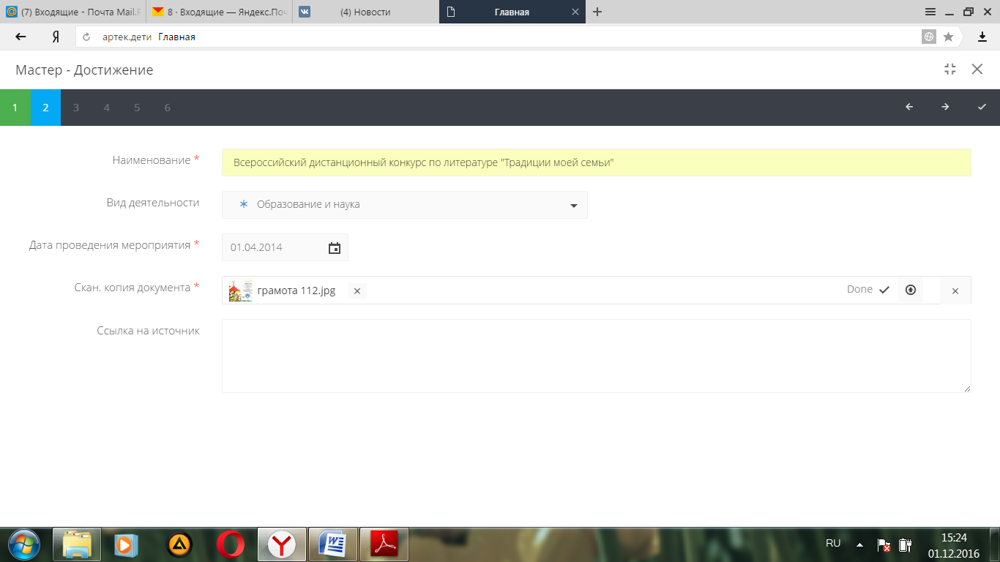 (7) Входящие - Почта Mail.R
8 · Входящие — Яндекс.Поч
(4) Новости
Главная
Я
артек.дети Главная
Мастер - Достижение
1 2 3 4 5 6
Наименование *
Всероссийский дистанционный конкурс по литературе "Традиции моей семьи"
Вид деятельности
Образование и наука
Дата проведения мероприятия *
01.04.2014
Скан. копия документа *
грамота 112.jpg
Done
Ссылка на источник
RU
15:24
01.12.2016